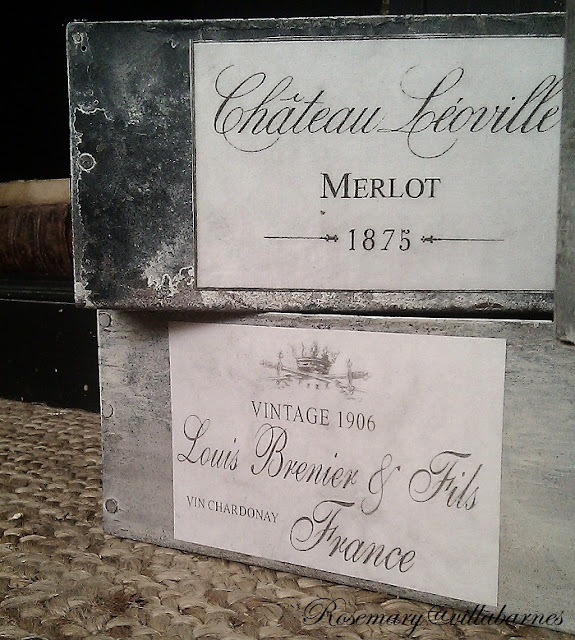 Château Léoville
MERLOT
1875
VINTAGE 1906
Louis Brenier & Fils
VIN CHARDONAY
France
Rosemary@villabarnes